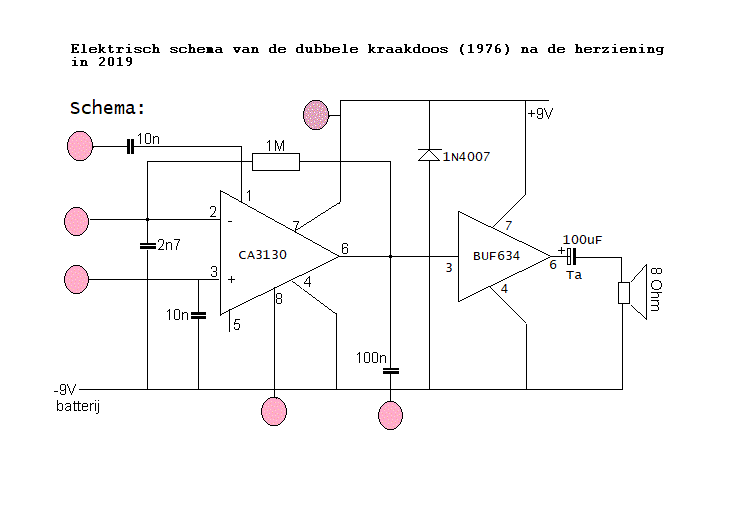 Elektrisch schema van de dubbele kraakdoos (1976) na de herziening
in 2019
Schema:
+9V
10n
1M
1N4007
1
2
-
7
7
2n7
CA3130
6
BUF634
100uF
+
3
6
Ta
3
+
4
4
8 Ohm
8
10n
5
100n
-9V
batterij